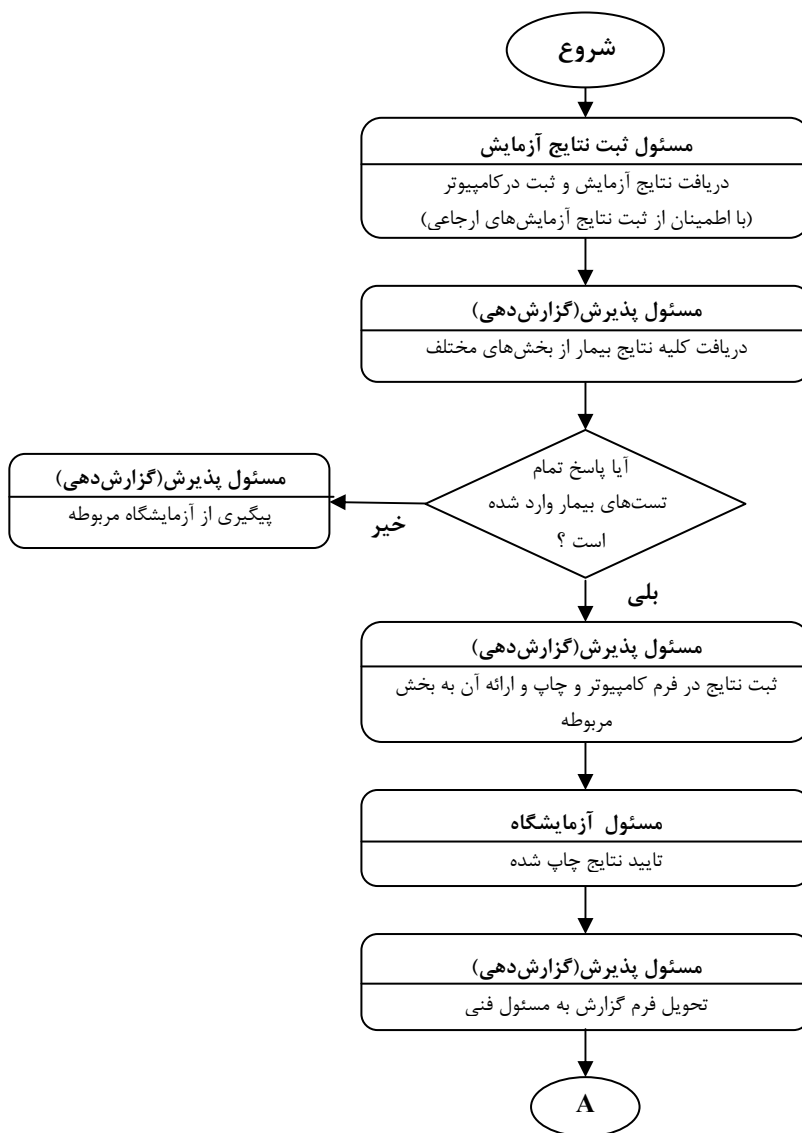 شروع
مسئول ثبت نتایج آزمایش
دریافت نتایج آزمایش و ثبت درکامپیوتر
(با اطمینان از ثبت نتایج آزمایش‌های ارجاعی)
مسئول پذیرش(گزارش‌دهی)
دریافت کلیه نتایج بیمار از بخش‌های مختلف
آیا پاسخ تمام
تست‌های بیمار وارد شده
است ؟
خیر
مسئول پذیرش(گزارش‌دهی)
پیگیری از آزمایشگاه مربوطه
بلی
مسئول پذیرش(گزارش‌دهی)
ثبت نتایج در فرم کامپیوتر و چاپ و ارائه آن به بخش
مربوطه
مسئول آزمایشگاه
تایید نتایج چاپ شده
مسئول پذیرش(گزارش‌دهی)
تحویل فرم گزارش به مسئول فنی
A